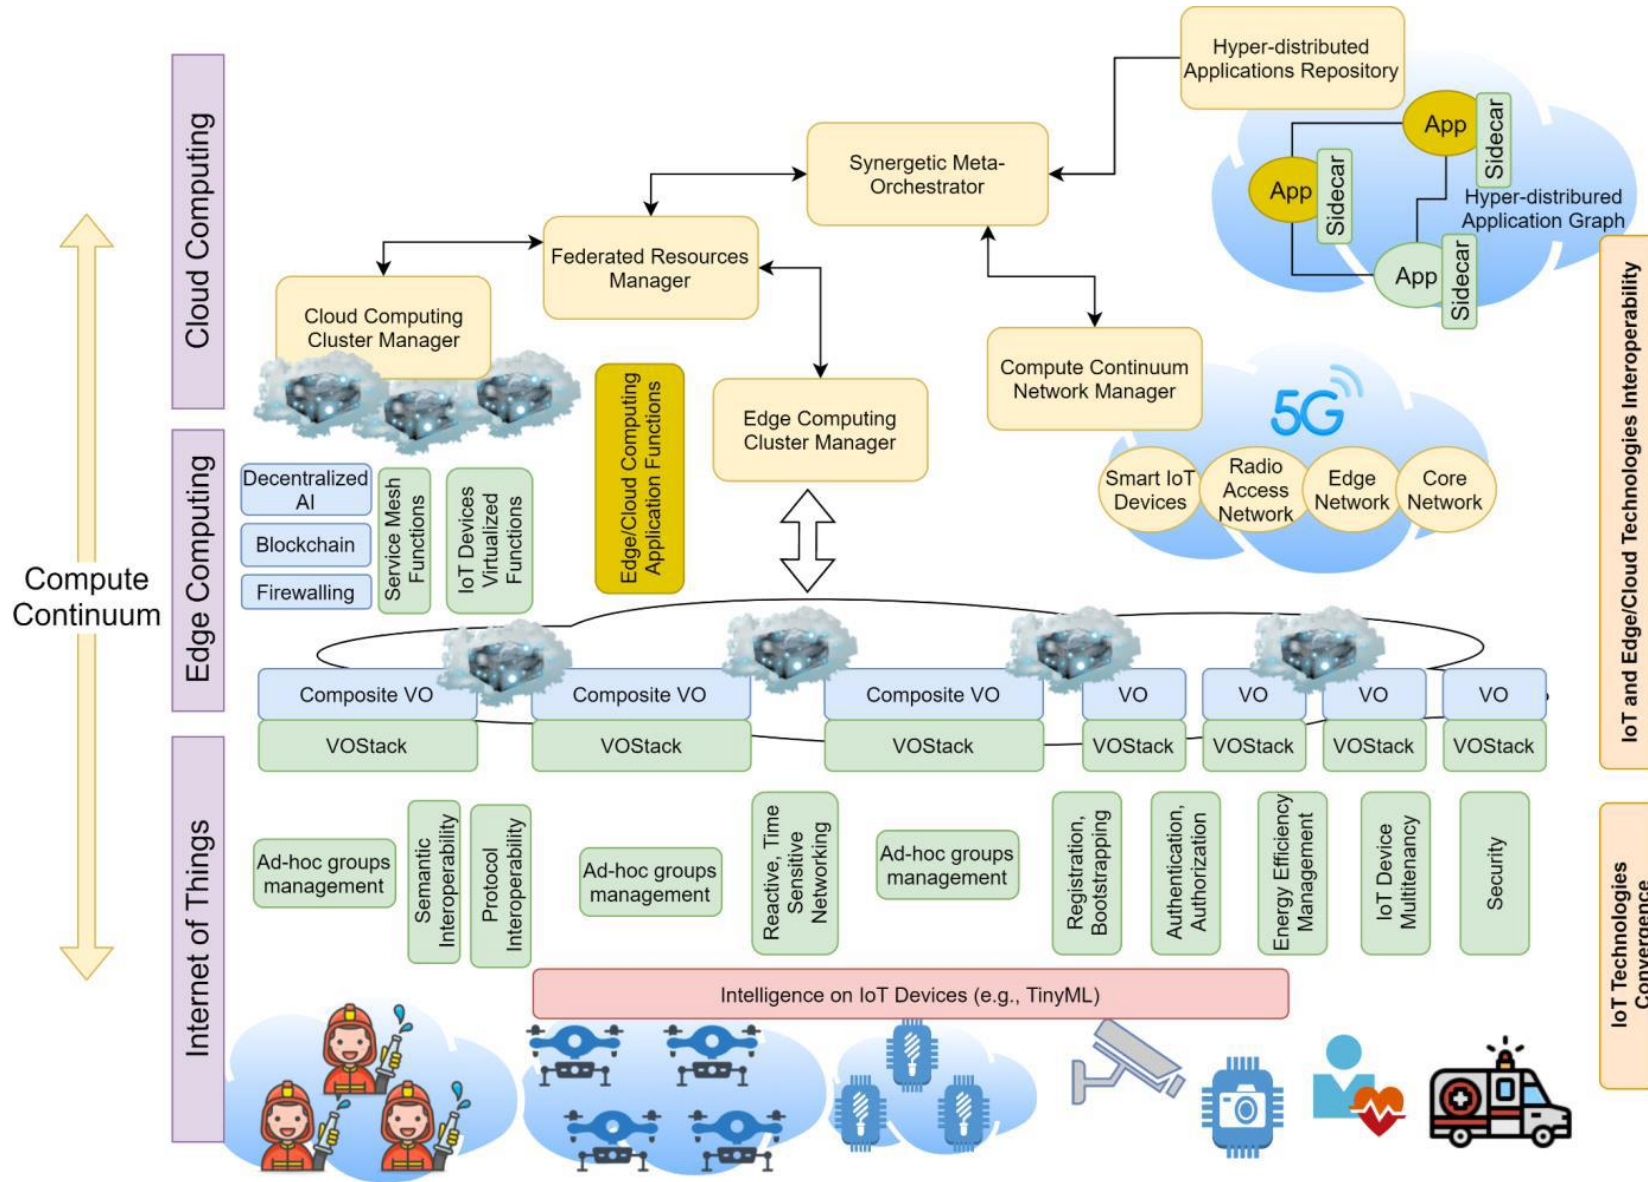 Hyper-distributed
Applications Repository
App
Sidecar
App
Sidecar
Hyper-distribured
Application Graph
App
Sidecar
Synergetic Meta-
Orchestrator
Federated Resources
Manager
Cloud Computing
Cluster Manager
Compute Continuum
Network Manager
Edge Computing
Cluster Manager
Edge/Cloud Computing
Application Functions
5G
Smart IoT
Devices
Radio
Access
Network
Edge
Network
Core
Network
Cloud Computing
Edge Computing
Internet of Things
Compute
Continuum
Decentralized
AI
Blockchain
Firewalling
Service Mesh
Functions
IoT Devices
Virtualized
Functions
Composite VO
Composite VO
Composite VO
VO
VO
VO
VO
VOStack
VOStack
VOStack
VOStack
VOStack
VOStack
VOStack
Ad-hoc groups
management
Semantic
Interoperability
Protocol
Interoperability
Ad-hoc groups
management
Reactive, Time
Sensitive
Networking
Ad-hoc groups
management
Registration,
Bootstrapping
Authentication,
Authorization
Energy Efficiency
Management
IoT Device
Multitenancy
Security
Intelligence on IoT Devices (e.g., TinyML)
IoT and Edge/Cloud Technologies Interoperability
IoT Technologies
Convergence